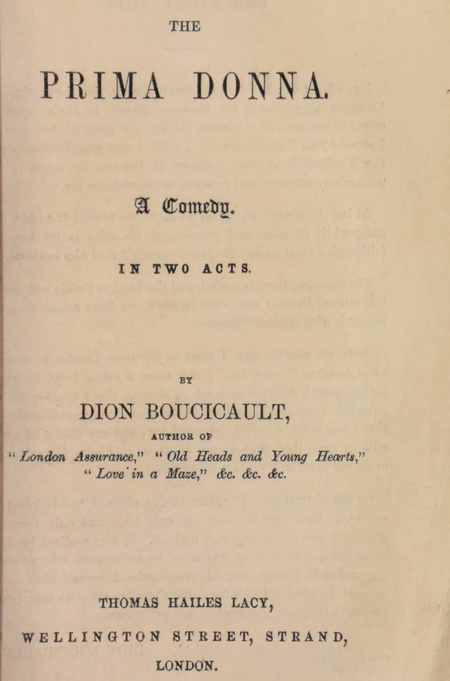 THE
PRIMA DONNA.
A Comedy.
IN TWO ACTS.
BY
DION BOUCICAULT,
AUTHOR OF
"London Assurance," "Old Heads and Young Hearts,"
"Love in a Maze," &c. &c. &c.
THOMAS HAILES LACY,
WELLINGTON STREET, STRAND,
LONDON.